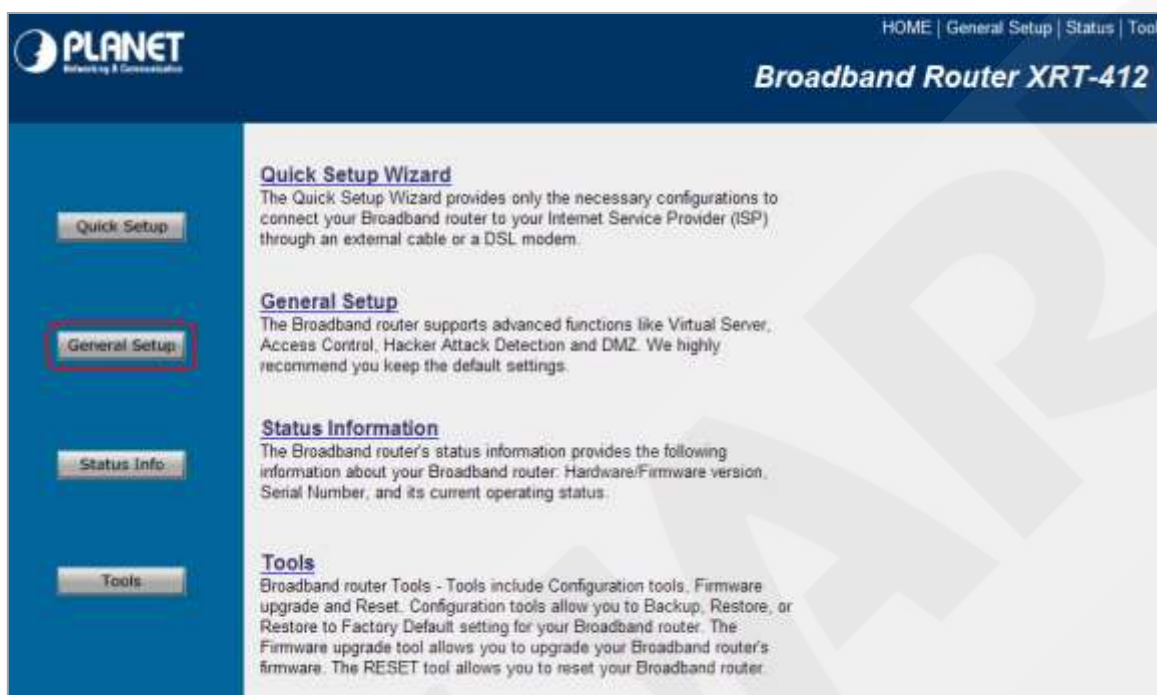 PLANET
Networking & Communication
HOME | General Setup | Status | Tool
Broadband Router XRT-412
Quick Setup
General Setup
Status Info
Tools
Quick Setup Wizard
The Quick Setup Wizard provides only the necessary configurations to
connect your Broadband router to your Internet Service Provider (ISP)
through an external cable or a DSL modem.
General Setup
The Broadband router supports advanced functions like Virtual Server,
Access Control, Hacker Attack Detection and DMZ. We highly
recommend you keep the default settings.
Status Information
The Broadband router's status information provides the following
information about your Broadband router: Hardware/Firmware version,
Serial Number, and its current operating status.
Tools
Broadband router Tools - Tools include Configuration tools, Firmware
upgrade and Reset. Configuration tools allow you to Backup, Restore, or
Restore to Factory Default setting for your Broadband router. The
Firmware upgrade tool allows you to upgrade your Broadband router's
firmware. The RESET tool allows you to reset your Broadband router.